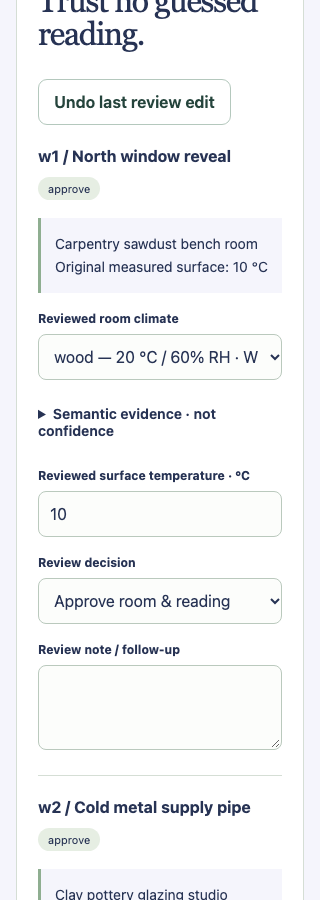 Trust no guessed
reading.
Undo last review edit
w1 / North window reveal
approve
Carpentry sawdust bench room
Original measured surface: 10 °C
Reviewed room climate
wood — 20 °C / 60% RH · W
▶ Semantic evidence · not
confidence
Reviewed surface temperature · °C
10
Review decision
Approve room & reading
Review note / follow-up
w2 / Cold metal supply pipe
approve
Clay pottery glazing studio